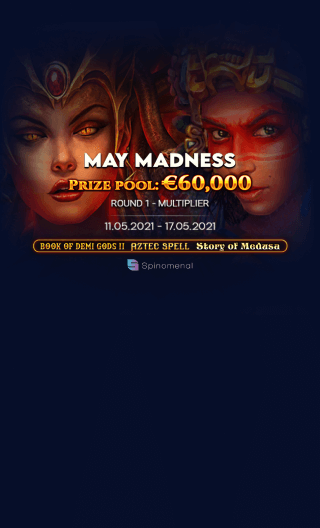 MAY MADNESS
PRIZE POOL: €60,000
ROUND 1 - MULTIPLIER
11.05.2021 - 17.05.2021
BOOK OF DEMI GODS II AZTEC SPELL Story of Medusa
Spinomenal